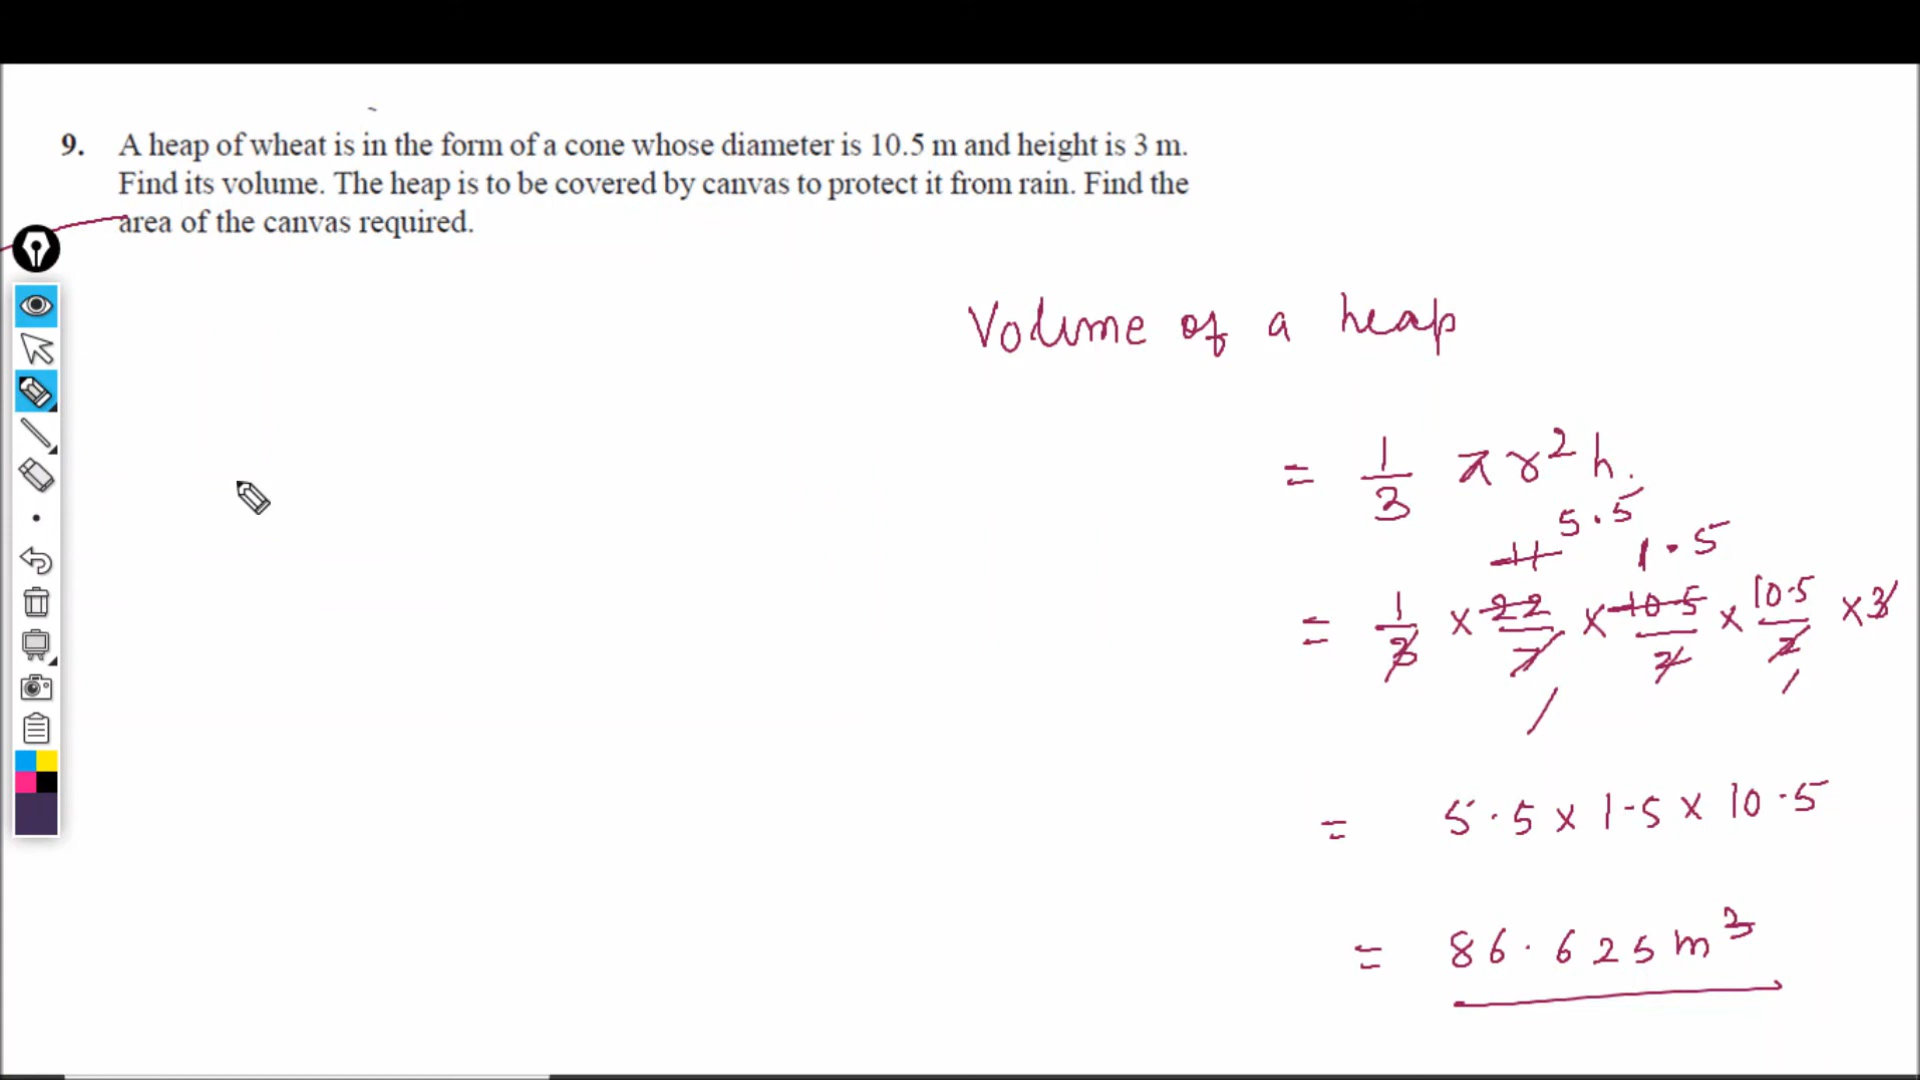 9. A heap of wheat is in the form of a cone whose diameter is 10.5 m and height is 3 m.
Find its volume. The heap is to be covered by canvas to protect it from rain. Find the
area of the canvas required.
Volume of a heap
= 1/3 πr²h.
11 5.5 1.5
= 1/3 × 22/7 × 10.5/2 × 10.5/2 × 3
1 1
= 5.5 × 1.5 × 10.5
= 86.625 m³